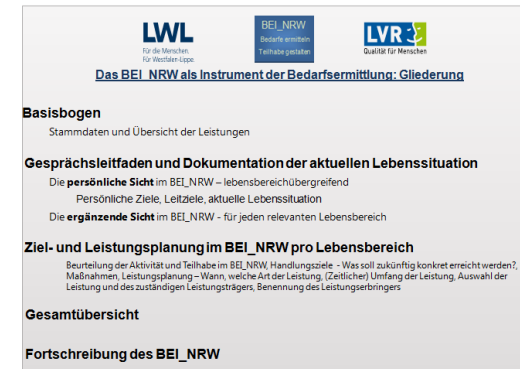 LWL
Für die Menschen.
Für Westfalen-Lippe.
BEI_NRW
Bedarfe ermitteln
Teilhabe gestalten
LVR
Qualität für Menschen
Das BEI_NRW als Instrument der Bedarfsermittlung: Gliederung
Basisbogen
Stammdaten und Übersicht der Leistungen
Gesprächsleitfaden und Dokumentation der aktuellen Lebenssituation
Die persönliche Sicht im BEI_NRW – lebensbereichübergreifend
Persönliche Ziele, Leitziele, aktuelle Lebenssituation
Die ergänzende Sicht im BEI_NRW - für jeden relevanten Lebensbereich
Ziel- und Leistungsplanung im BEI_NRW pro Lebensbereich
Beurteilung der Aktivität und Teilhabe im BEI_NRW, Handlungsziele - Was soll zukünftig konkret erreicht werden?,
Maßnahmen, Leistungsplanung – Wann, welche Art der Leistung, (Zeitlicher) Umfang der Leistung, Auswahl der
Leistung und des zuständigen Leistungsträgers, Benennung des Leistungserbringers
Gesamtübersicht
Fortschreibung des BEI_NRW